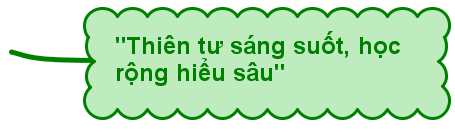 "Thiên tư sáng suốt, học
rộng hiểu sâu"